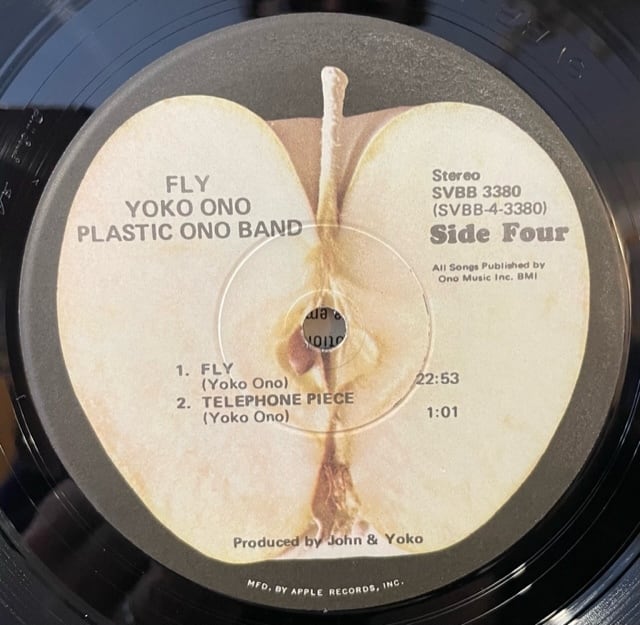 FLY
YOKO ONO
PLASTIC ONO BAND
Stereo
SVBB 3380
(SVBB-4-3380)
Side Four
All Songs Published by
Ono Music Inc. BMI
1. FLY 22:53
(Yoko Ono)
2. TELEPHONE PIECE 1:01
(Yoko Ono)
Produced by John & Yoko
MFD. BY APPLE RECORDS, INC.